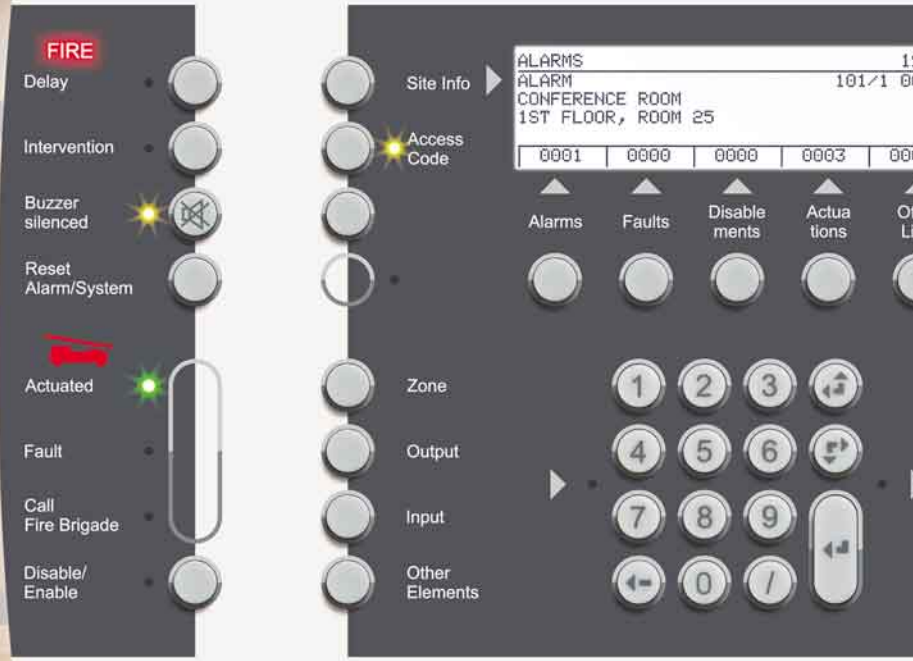 FIRE
Delay
Intervention
Buzzer
silenced
Reset
Alarm/System
Actuated
Fault
Call
Fire Brigade
Disable/
Enable
Site Info
Access
Code
Zone
Output
Input
Other
Elements
ALARMS
ALARM 101/1
CONFERENCE ROOM
1ST FLOOR, ROOM 25
0001 0000 0000 0003
Alarms
Faults
Disable
ments
Actua
tions
1 2 3
4 5 6
7 8 9
0 /